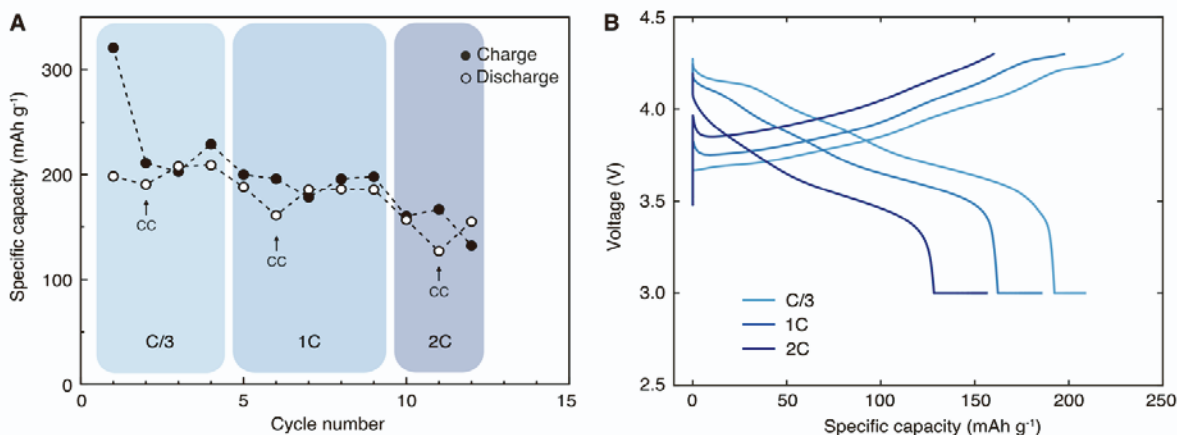 A
Specific capacity (mAh g⁻¹)
300
200
100
0
Charge
Discharge
CC
CC
CC
C/3
1C
2C
0
5
10
15
Cycle number
B
Voltage (V)
4.5
4.0
3.5
3.0
2.5
C/3
1C
2C
0
50
100
150
200
250
Specific capacity (mAh g⁻¹)